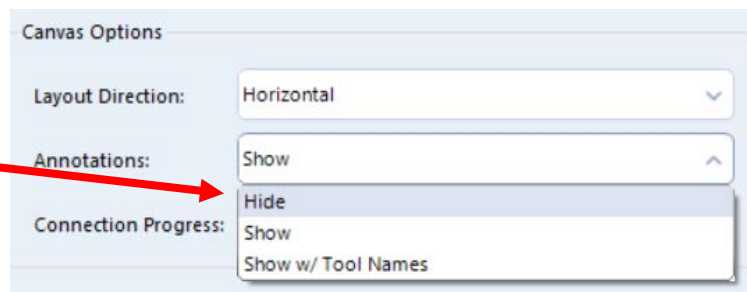 Canvas Options
Layout Direction: Horizontal
Annotations: Show
Hide
Connection Progress: Show
Show w/ Tool Names